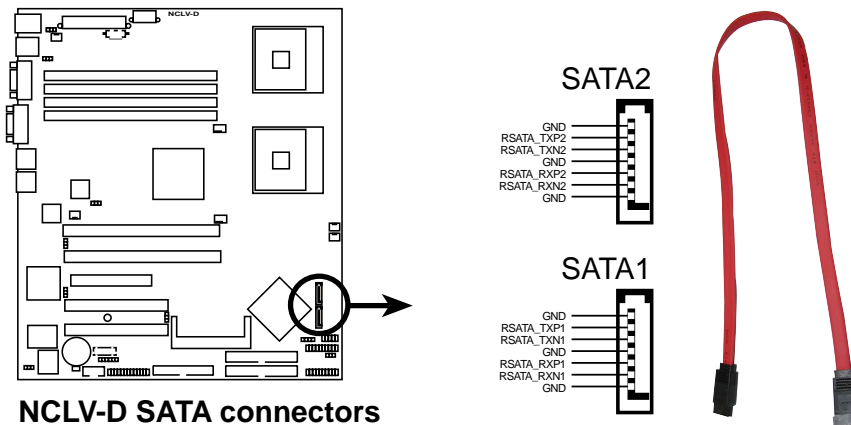 NCLV-D
SATA2
GND
RSATA_TXP2
RSATA_TXN2
GND
RSATA_RXP2
RSATA_RXN2
GND
SATA1
GND
RSATA_TXP1
RSATA_TXN1
GND
RSATA_RXP1
RSATA_RXN1
GND
NCLV-D SATA connectors